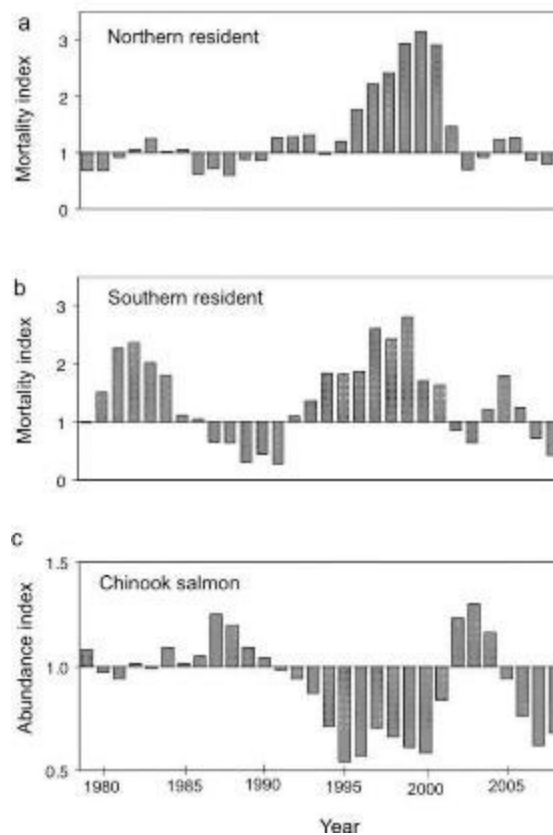 a
Northern resident
Mortality index
3
2
1
0
b
Southern resident
Mortality index
3
2
1
0
c
Chinook salmon
Abundance index
1.5
1.0
0.5
1980 1985 1990 1995 2000 2005
Year